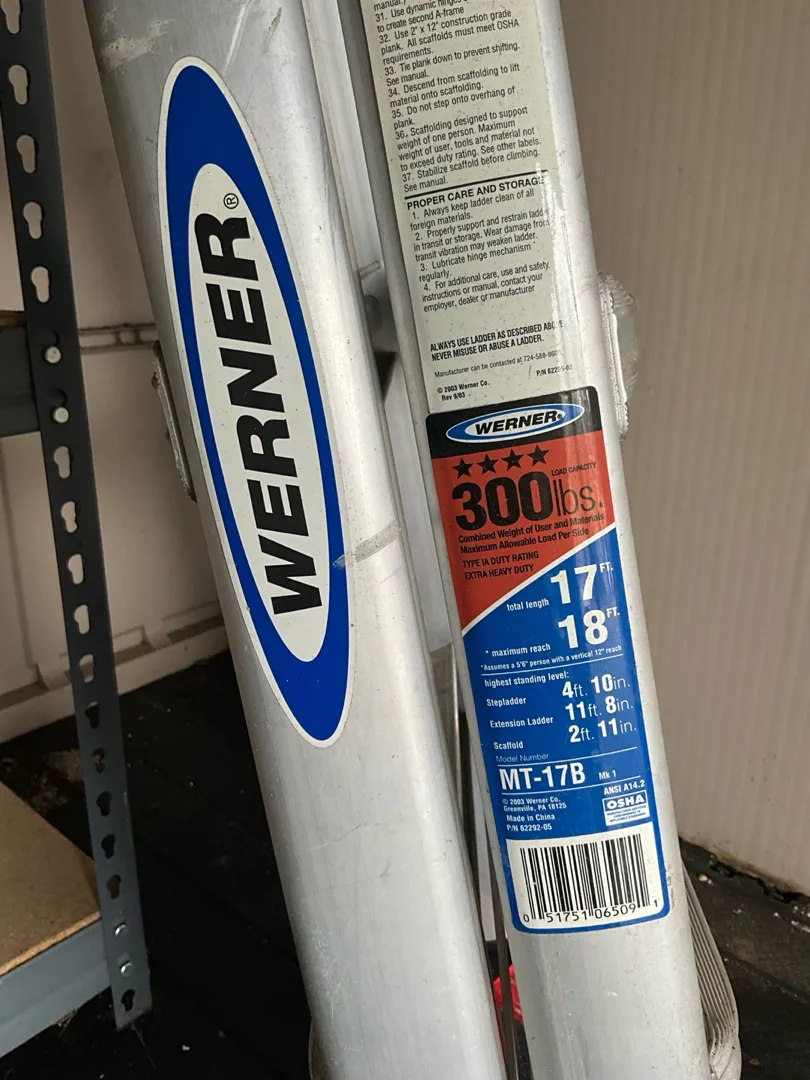 WERNER®
manual.
31. Use dynamic hinges
to create second A-frame
32. Use 2" x 12" construction grade
plank. All scaffolds must meet OSHA
requirements.
33. Tie plank down to prevent shifting.
See manual.
34. Descend from scaffolding to lift
material onto scaffolding.
35. Do not step onto overhang of
plank.
36. Scaffolding designed to support
weight of one person. Maximum
weight of user, tools and material not
to exceed duty rating. See other labels.
37. Stabilize scaffold before climbing.
See manual.
PROPER CARE AND STORAGE
1. Always keep ladder clean of all
foreign materials.
2. Properly support and restrain ladder
in transit or storage. Wear damage from
transit vibration may weaken ladder.
3. Lubricate hinge mechanism
regularly.
4. For additional care, use and safety
instructions or manual, contact your
employer, dealer or manufacturer
ALWAYS USE LADDER AS DESCRIBED ABOVE
NEVER MISUSE OR ABUSE A LADDER.
Manufacturer can be contacted at 724-588-
© 2003 Werner Co.
Rev 9/03
P/N
WERNER®
★★★★
LOAD CAPACITY
300lbs.
Combined Weight of User and Materials
Maximum Allowable Load Per Side
TYPE IA DUTY RATING
EXTRA HEAVY DUTY
total length 17 FT.
* maximum reach 18 FT.
*Assumes a 5'6" person with a vertical 12" reach
highest standing level:
Stepladder 4ft. 10in.
Extension Ladder 11ft. 8in.
Scaffold 2ft. 11in.
Model Number
MT-17B Mk 1
ANSI A14.2
OSHA
© 2003 Werner Co.
Greenville, PA 16125
Made in China
P/N 62292-05
0 51751 06509 1